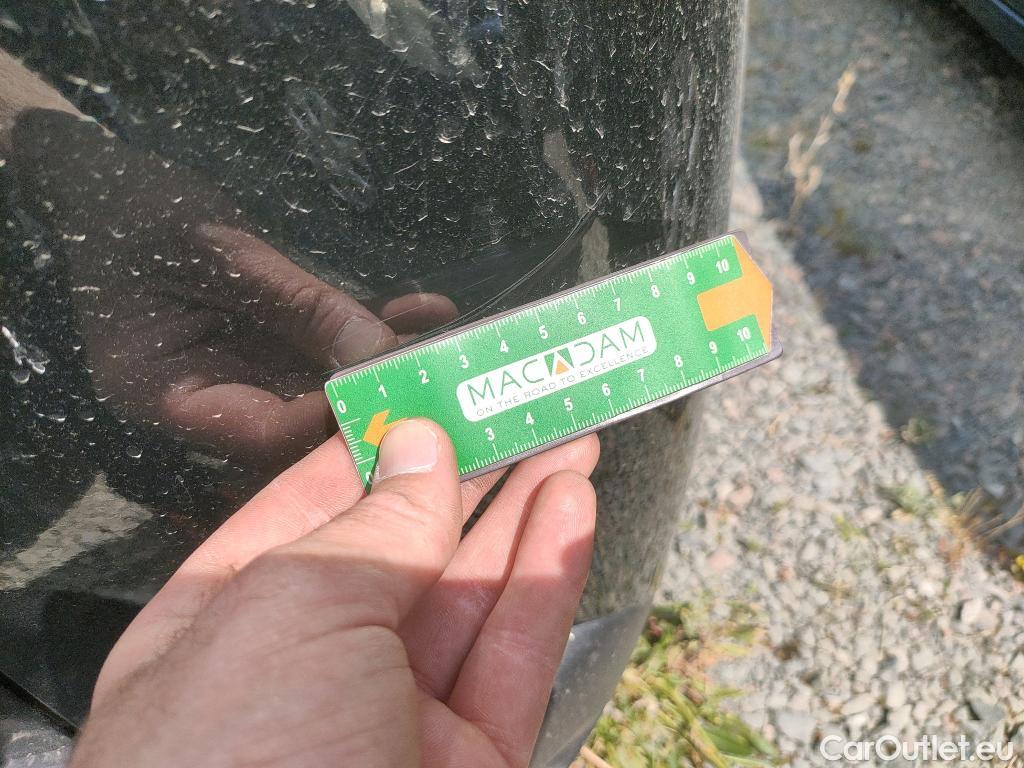 0 1 2 3 4 5 6 7 8 9 10
MACADAM
ON THE ROAD TO EXCELLENCE
3 4 5 6 7 8 9 10
CarOutlet.eu